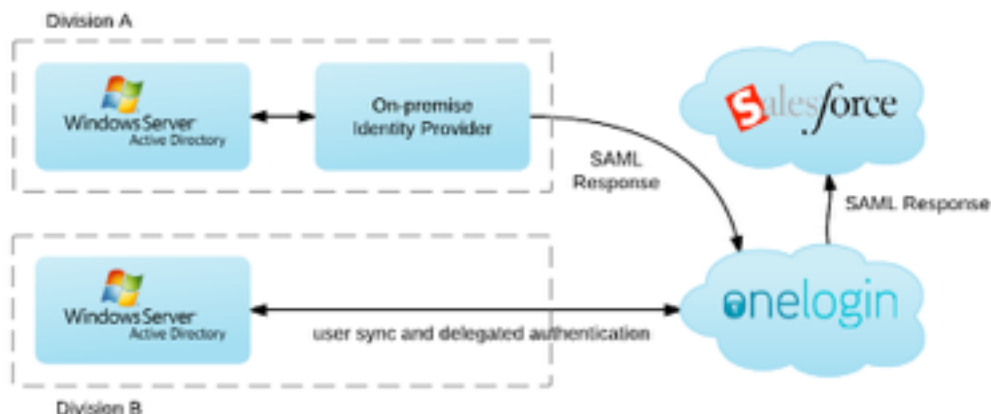 Division A
WindowsServer
Active Directory
On-premise
Identity Provider
salesforce
SAML
Response
SAML Response
WindowsServer
Active Directory
onelogin
user sync and delegated authentication
Division B